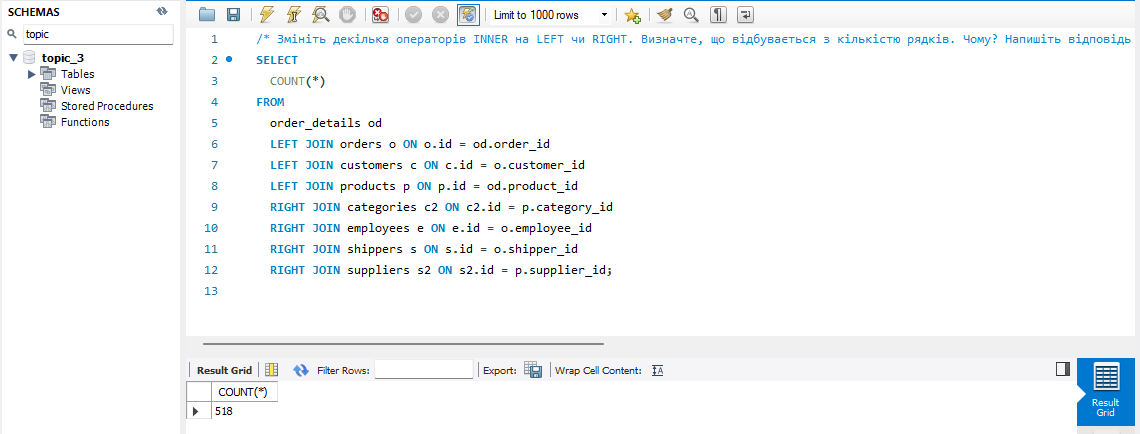 SCHEMAS
topic
topic_3
Tables
Views
Stored Procedures
Functions
Limit to 1000 rows
1 /* Змініть декілька операторів INNER на LEFT чи RIGHT. Визначте, що відбувається з кількістю рядків. Чому? Напишіть відповідь
2 SELECT
3 COUNT(*)
4 FROM
5 order_details od
6 LEFT JOIN orders o ON o.id = od.order_id
7 LEFT JOIN customers c ON c.id = o.customer_id
8 LEFT JOIN products p ON p.id = od.product_id
9 RIGHT JOIN categories c2 ON c2.id = p.category_id
10 RIGHT JOIN employees e ON e.id = o.employee_id
11 RIGHT JOIN shippers s ON s.id = o.shipper_id
12 RIGHT JOIN suppliers s2 ON s2.id = p.supplier_id;
13
Result Grid Filter Rows: Export: Wrap Cell Content:
COUNT(*)
518
Result
Grid